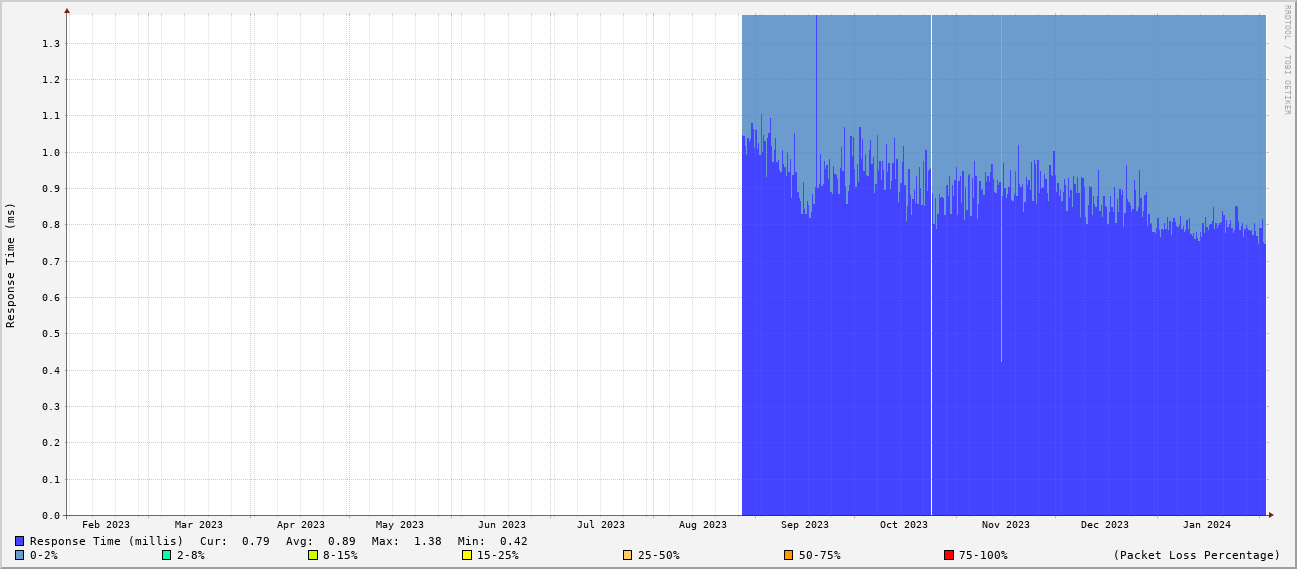 RRDTOOL / TOBI OETIKER
Response Time (ms)
1.3
1.2
1.1
1.0
0.9
0.8
0.7
0.6
0.5
0.4
0.3
0.2
0.1
0.0
Feb 2023 Mar 2023 Apr 2023 May 2023 Jun 2023 Jul 2023 Aug 2023 Sep 2023 Oct 2023 Nov 2023 Dec 2023 Jan 2024
Response Time (millis) Cur: 0.79 Avg: 0.89 Max: 1.38 Min: 0.42
0-2% 2-8% 8-15% 15-25% 25-50% 50-75% 75-100% (Packet Loss Percentage)